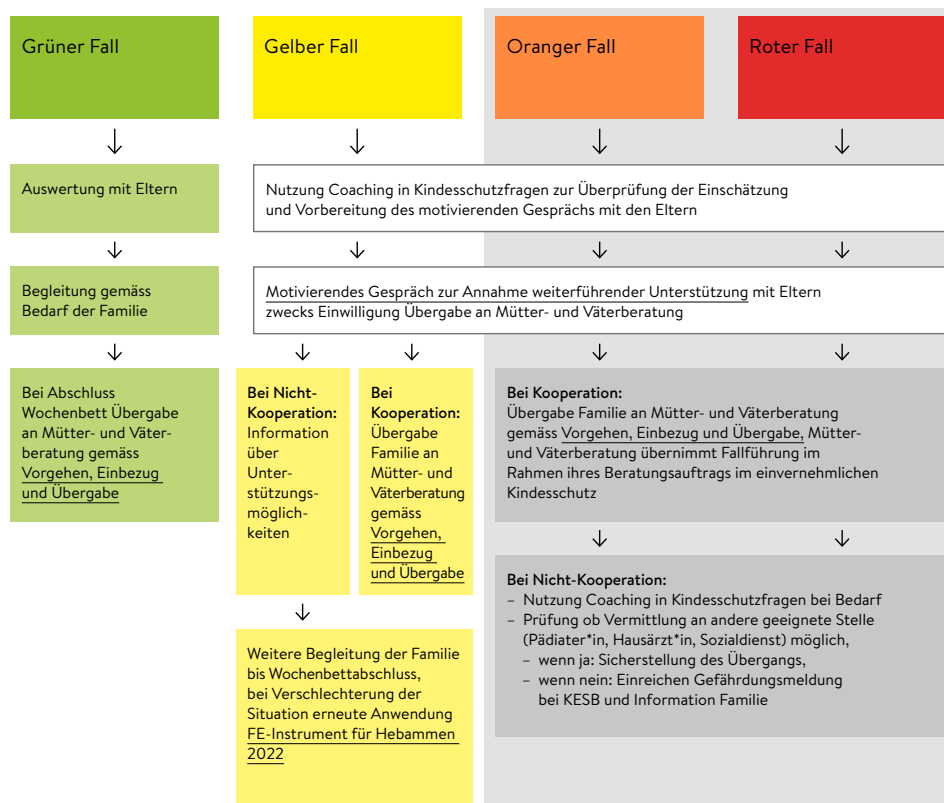 Grüner Fall
Gelber Fall
Oranger Fall
Roter Fall
Auswertung mit Eltern
Nutzung Coaching in Kindesschutzfragen zur Überprüfung der Einschätzung
und Vorbereitung des motivierenden Gesprächs mit den Eltern
Begleitung gemäss
Bedarf der Familie
Motivierendes Gespräch zur Annahme weiterführender Unterstützung mit Eltern
zwecks Einwilligung Übergabe an Mütter- und Väterberatung
Bei Abschluss
Wochenbett Übergabe
an Mütter- und Väter-
beratung gemäss
Vorgehen, Einbezug
und Übergabe
Bei Nicht-
Kooperation:
Information
über
Unter-
stützungs-
möglich-
keiten
Bei
Kooperation:
Übergabe
Familie an
Mütter- und
Väterberatung
gemäss
Vorgehen,
Einbezug
und Übergabe
Bei Kooperation:
Übergabe Familie an Mütter- und Väterberatung
gemäss Vorgehen, Einbezug und Übergabe, Mütter-
und Väterberatung übernimmt Fallführung im
Rahmen ihres Beratungsauftrags im einvernehmlichen
Kindesschutz
Weitere Begleitung der Familie
bis Wochenbettabschluss,
bei Verschlechterung der
Situation erneute Anwendung
FE-Instrument für Hebammen
2022
Bei Nicht-Kooperation:
– Nutzung Coaching in Kindesschutzfragen bei Bedarf
– Prüfung ob Vermittlung an andere geeignete Stelle
(Pädiater*in, Hausärzt*in, Sozialdienst) möglich,
– wenn ja: Sicherstellung des Übergangs,
– wenn nein: Einreichen Gefährdungsmeldung
bei KESB und Information Familie